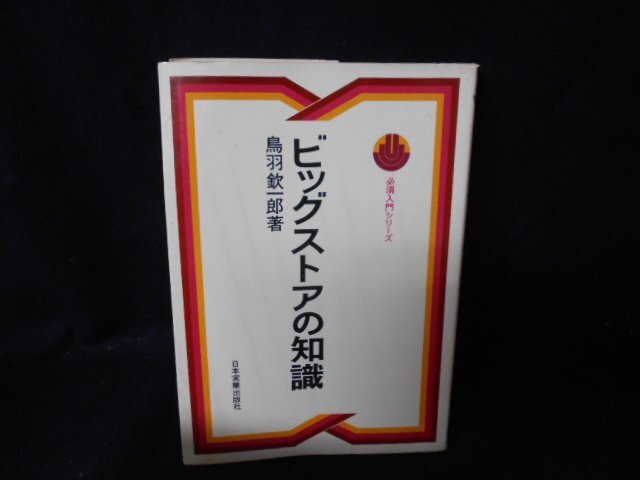 必須入門シリーズ
ビッグストアの知識
鳥羽欽一郎著
日本実業出版社